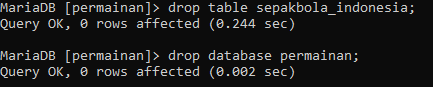 MariaDB [permainan]> drop table sepakbola_indonesia;
Query OK, 0 rows affected (0.244 sec)
MariaDB [permainan]> drop database permainan;
Query OK, 0 rows affected (0.002 sec)